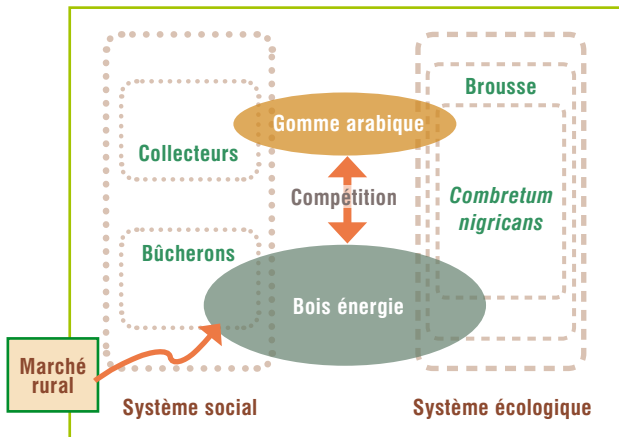 Brousse
Gomme arabique
Collecteurs
Compétition
Combretum
nigricans
Bûcherons
Bois énergie
Marché
rural
Système social
Système écologique